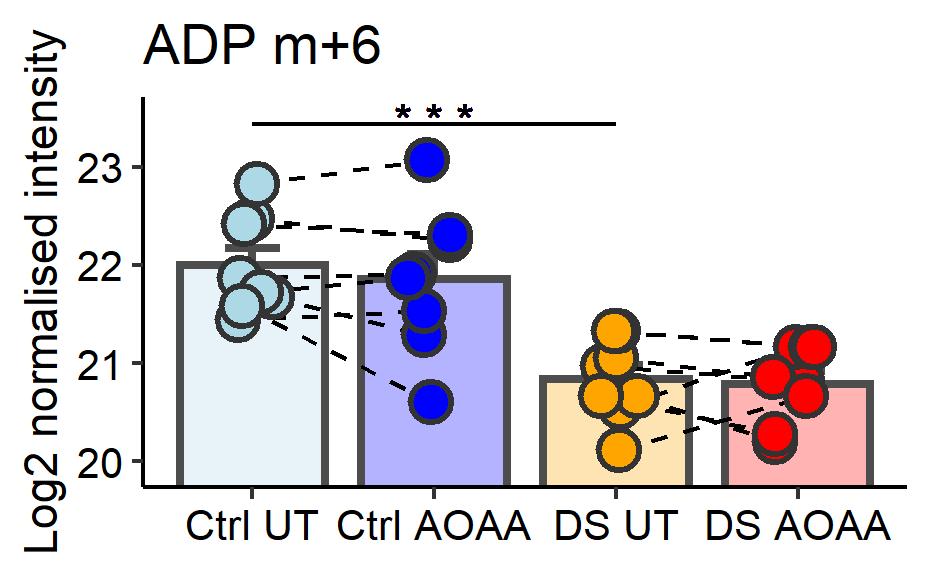 ADP m+6
Log2 normalised intensity
* * *
23
22
21
20
Ctrl UT Ctrl AOAA DS UT DS AOAA